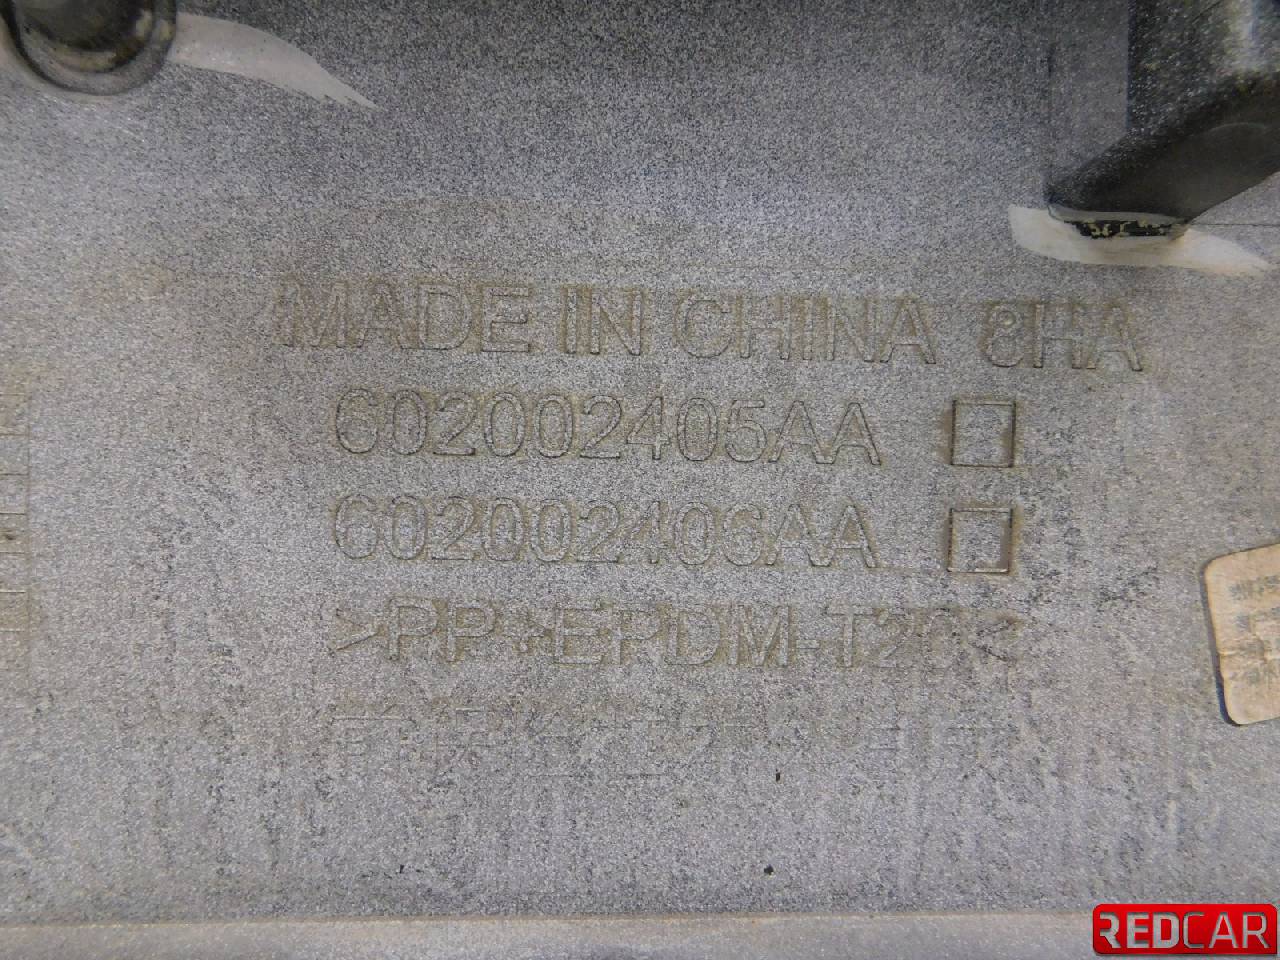 MADE IN CHINA 8HA
602002405AA
602002406AA
>PP+EPDM-T20<
REDCAR